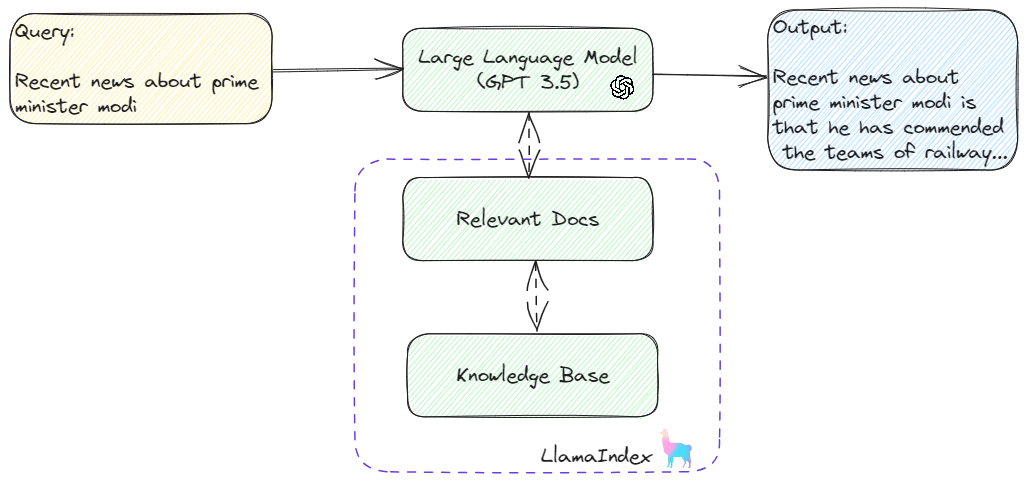 Query:
Recent news about prime
minister modi
Large Language Model
(GPT 3.5)
Output:
Recent news about
prime minister modi is
that he has commended
the teams of railway...
Relevant Docs
Knowledge Base
LlamaIndex